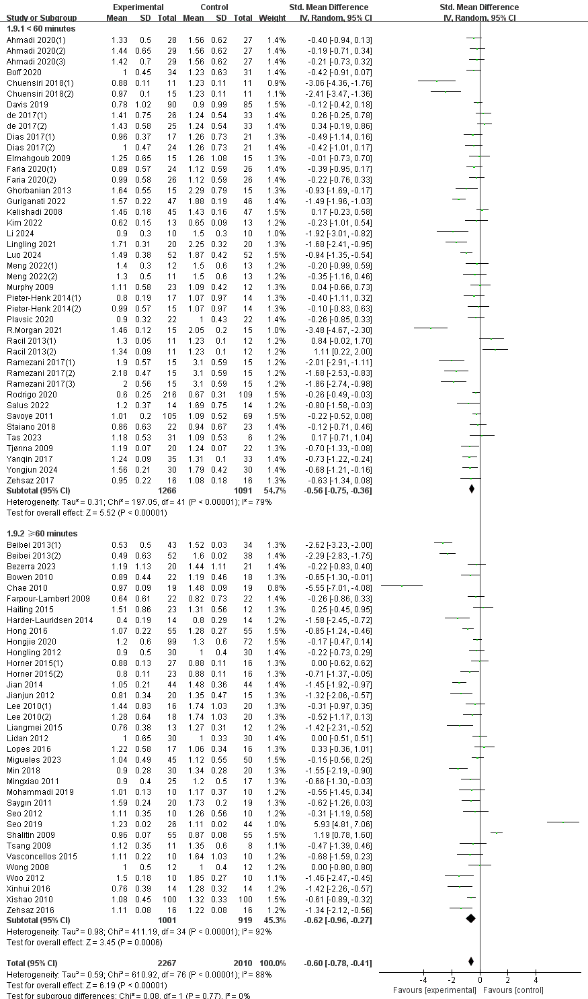 Experimental Control Std. Mean Difference Std. Mean Difference
Study or Subgroup Mean SD Total Mean SD Total Weight IV, Random, 95% CI IV, Random, 95% CI
1.9.1 < 60 minutes
Ahmadi 2020(1) 1.33 0.5 28 1.56 0.62 27 1.4% -0.40 [-0.94, 0.13]
Ahmadi 2020(2) 1.44 0.65 29 1.56 0.62 27 1.4% -0.19 [-0.71, 0.34]
Ahmadi 2020(3) 1.42 0.7 29 1.56 0.62 27 1.4% -0.21 [-0.73, 0.32]
Boff 2020 1 0.45 34 1.23 0.63 31 1.4% -0.42 [-0.91, 0.07]
Chuensiri 2018(1) 0.88 0.11 11 1.23 0.11 11 0.9% -3.06 [-4.36, -1.76]
Chuensiri 2018(2) 0.97 0.1 15 1.23 0.11 11 1.0% -2.41 [-3.47, -1.36]
Davis 2019 0.78 1.02 90 0.9 0.99 85 1.5% -0.12 [-0.42, 0.18]
de 2017(1) 1.41 0.75 26 1.24 0.54 33 1.4% 0.26 [-0.25, 0.78]
de 2017(2) 1.43 0.58 25 1.24 0.54 33 1.4% 0.34 [-0.19, 0.86]
Dias 2017(1) 0.96 0.37 17 1.26 0.73 21 1.3% -0.49 [-1.14, 0.16]
Dias 2017(2) 1 0.47 24 1.26 0.73 21 1.4% -0.42 [-1.01, 0.17]
Elmahgoub 2009 1.25 0.65 15 1.26 1.08 15 1.3% -0.01 [-0.73, 0.70]
Faria 2020(1) 0.89 0.57 24 1.12 0.59 26 1.4% -0.39 [-0.95, 0.17]
Faria 2020(2) 0.99 0.58 26 1.12 0.59 26 1.4% -0.22 [-0.76, 0.33]
Ghorbanian 2013 1.64 0.55 15 2.29 0.79 15 1.2% -0.93 [-1.69, -0.17]
Guriganati 2022 1.57 0.22 47 1.88 0.19 46 1.4% -1.49 [-1.96, -1.03]
Kelishadi 2008 1.46 0.18 45 1.43 0.16 47 1.4% 0.17 [-0.23, 0.58]
Kim 2022 0.62 0.15 13 0.65 0.09 13 1.2% -0.23 [-1.01, 0.54]
Li 2024 0.9 0.3 10 1.5 0.3 10 1.0% -1.92 [-3.01, -0.82]
Lingling 2021 1.71 0.31 20 2.25 0.32 20 1.3% -1.68 [-2.41, -0.95]
Luo 2024 1.49 0.38 52 1.87 0.42 52 1.4% -0.94 [-1.35, -0.54]
Meng 2022(1) 1.4 0.3 12 1.5 0.6 13 1.2% -0.20 [-0.99, 0.59]
Meng 2022(2) 1.3 0.5 11 1.5 0.6 13 1.2% -0.35 [-1.16, 0.46]
Murphy 2009 1.11 0.58 23 1.09 0.42 12 1.3% 0.04 [-0.66, 0.73]
Pieter-Henk 2014(1) 0.8 0.19 17 1.07 0.97 14 1.3% -0.40 [-1.11, 0.32]
Pieter-Henk 2014(2) 0.99 0.57 15 1.07 0.97 14 1.3% -0.10 [-0.83, 0.63]
Plavsic 2020 0.9 0.32 22 1 0.43 22 1.4% -0.26 [-0.85, 0.33]
R.Morgan 2021 1.46 0.12 15 2.05 0.2 15 1.0% -3.48 [-4.67, -2.30]
Racil 2013(1) 1.3 0.05 11 1.23 0.1 12 1.2% 0.84 [-0.02, 1.70]
Racil 2013(2) 1.34 0.09 11 1.23 0.1 12 1.2% 1.11 [0.22, 2.00]
Ramezani 2017(1) 1.9 0.57 15 3.1 0.59 15 1.2% -2.01 [-2.91, -1.11]
Ramezani 2017(2) 2.18 0.47 15 3.1 0.59 15 1.2% -1.68 [-2.53, -0.83]
Ramezani 2017(3) 2 0.56 15 3.1 0.59 15 1.2% -1.86 [-2.74, -0.98]
Rodrigo 2020 0.6 0.25 216 0.67 0.31 109 1.5% -0.26 [-0.49, -0.03]
Salus 2022 1.2 0.37 14 1.69 0.75 14 1.2% -0.80 [-1.58, -0.03]
Savoye 2011 1.01 0.2 105 1.09 0.52 69 1.5% -0.22 [-0.52, 0.08]
Staiano 2018 0.86 0.63 22 0.94 0.67 23 1.4% -0.12 [-0.71, 0.46]
Tas 2023 1.18 0.53 31 1.09 0.53 6 1.2% 0.17 [-0.71, 1.04]
Tjønna 2009 1.19 0.07 20 1.24 0.07 22 1.3% -0.70 [-1.33, -0.08]
Yanqin 2017 1.24 0.09 35 1.31 0.1 33 1.4% -0.73 [-1.22, -0.24]
Yongjun 2024 1.56 0.21 30 1.79 0.42 30 1.4% -0.68 [-1.21, -0.16]
Zehsaz 2017 0.95 0.22 16 1.08 0.18 16 1.3% -0.63 [-1.34, 0.08]
Subtotal (95% CI) 1266 1091 54.7% -0.56 [-0.75, -0.36]
Heterogeneity: Tau² = 0.31; Chi² = 197.05, df = 41 (P < 0.00001); I² = 79%
Test for overall effect: Z = 5.52 (P < 0.00001)
1.9.2 ≥60 minutes
Beibei 2013(1) 0.53 0.5 43 1.52 0.03 34 1.3% -2.62 [-3.23, -2.00]
Beibei 2013(2) 0.49 0.63 52 1.6 0.02 38 1.4% -2.29 [-2.83, -1.75]
Bezerra 2023 1.19 1.13 20 1.44 1.11 21 1.4% -0.22 [-0.83, 0.40]
Bowen 2010 0.89 0.44 22 1.19 0.46 18 1.3% -0.65 [-1.30, -0.01]
Chae 2010 0.97 0.09 19 1.48 0.09 19 0.8% -5.55 [-7.01, -4.08]
Farpour-Lambert 2009 0.64 0.61 22 0.82 0.73 22 1.4% -0.26 [-0.86, 0.33]
Haiting 2015 1.51 0.86 23 1.31 0.56 12 1.3% 0.25 [-0.45, 0.95]
Harder-Lauridsen 2014 0.4 0.19 14 0.8 0.29 14 1.2% -1.58 [-2.45, -0.72]
Hong 2016 1.07 0.22 55 1.28 0.27 55 1.4% -0.85 [-1.24, -0.46]
Hongjie 2020 1.2 0.6 99 1.3 0.6 72 1.5% -0.17 [-0.47, 0.14]
Hongling 2012 0.9 0.5 30 1 0.4 30 1.4% -0.22 [-0.73, 0.29]
Horner 2015(1) 0.88 0.13 27 0.88 0.11 16 1.4% 0.00 [-0.62, 0.62]
Horner 2015(2) 0.8 0.11 23 0.88 0.11 16 1.3% -0.71 [-1.37, -0.05]
Jian 2014 1.05 0.21 44 1.48 0.36 44 1.4% -1.45 [-1.92, -0.97]
Jianjun 2012 0.81 0.34 20 1.35 0.47 15 1.3% -1.32 [-2.06, -0.57]
Lee 2010(1) 1.44 0.83 16 1.74 1.03 20 1.3% -0.31 [-0.97, 0.35]
Lee 2010(2) 1.28 0.64 18 1.74 1.03 20 1.3% -0.52 [-1.17, 0.13]
Liangmei 2015 0.76 0.38 13 1.27 0.31 12 1.2% -1.42 [-2.31, -0.52]
Lidan 2012 1 0.65 30 1 0.33 30 1.4% 0.00 [-0.51, 0.51]
Lopes 2016 1.22 0.58 17 1.06 0.34 16 1.3% 0.33 [-0.36, 1.01]
Migueles 2023 1.04 0.49 45 1.12 0.55 50 1.4% -0.15 [-0.56, 0.25]
Min 2018 0.9 0.28 30 1.34 0.28 20 1.3% -1.55 [-2.19, -0.90]
Mingxiao 2011 0.9 0.4 25 1.2 0.5 17 1.3% -0.66 [-1.30, -0.03]
Mohammadi 2019 1.01 0.13 10 1.17 0.37 10 1.2% -0.55 [-1.45, 0.34]
Saygın 2011 1.59 0.24 20 1.73 0.2 19 1.3% -0.62 [-1.26, 0.03]
Seo 2012 1.11 0.35 10 1.26 0.56 10 1.2% -0.31 [-1.19, 0.58]
Seo 2019 1.23 0.02 26 1.11 0.02 44 1.0% 5.93 [4.81, 7.06]
Shalitin 2009 0.96 0.07 55 0.87 0.08 55 1.4% 1.19 [0.78, 1.60]
Tsang 2009 1.12 0.35 11 1.35 0.6 8 1.1% -0.47 [-1.39, 0.46]
Vasconcellos 2015 1.11 0.22 10 1.64 1.03 10 1.2% -0.68 [-1.59, 0.23]
Wong 2008 1 0.5 12 1 0.4 12 1.2% 0.00 [-0.80, 0.80]
Woo 2012 1.5 0.18 10 1.85 0.27 10 1.1% -1.46 [-2.47, -0.45]
Xinhui 2016 0.76 0.39 14 1.28 0.32 14 1.2% -1.42 [-2.26, -0.57]
Xishao 2010 1.08 0.45 100 1.32 0.33 100 1.5% -0.61 [-0.89, -0.32]
Zehsaz 2016 1.11 0.08 16 1.22 0.08 16 1.2% -1.34 [-2.12, -0.56]
Subtotal (95% CI) 1001 919 45.3% -0.62 [-0.96, -0.27]
Heterogeneity: Tau² = 0.98; Chi² = 411.19, df = 34 (P < 0.00001); I² = 92%
Test for overall effect: Z = 3.45 (P = 0.0006)
Total (95% CI) 2267 2010 100.0% -0.60 [-0.78, -0.41]
Heterogeneity: Tau² = 0.59; Chi² = 610.92, df = 76 (P < 0.00001); I² = 88%
-4 -2 0 2 4
Test for overall effect: Z = 6.19 (P < 0.00001)
Favours [experimental] Favours [control]
Test for subgroup differences: Chi² = 0.08, df = 1 (P = 0.77), I² = 0%